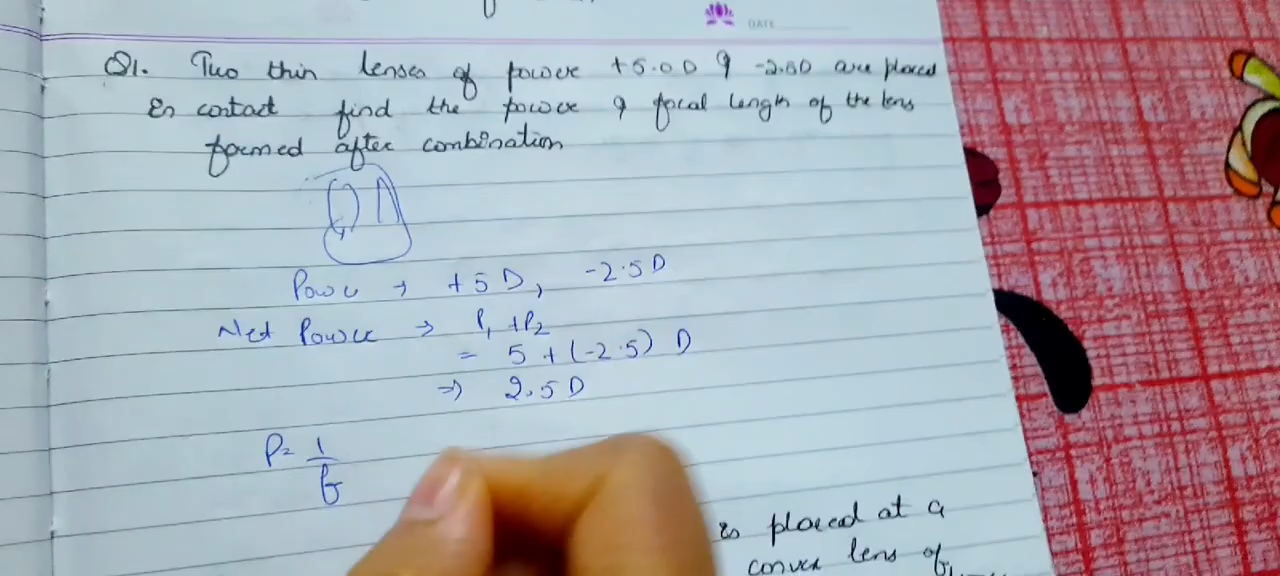 DATE
Q1. Two thin lenses of power +5.0D & -2.5D are placed
in contact find the power & focal length of the lens
formed after combination
Power → +5 D, -2.5 D
Net Power → P₁ + P₂
= 5 + (-2.5) D
⇒ 2.5 D
P = 1/f
is placed at a
convex lens of